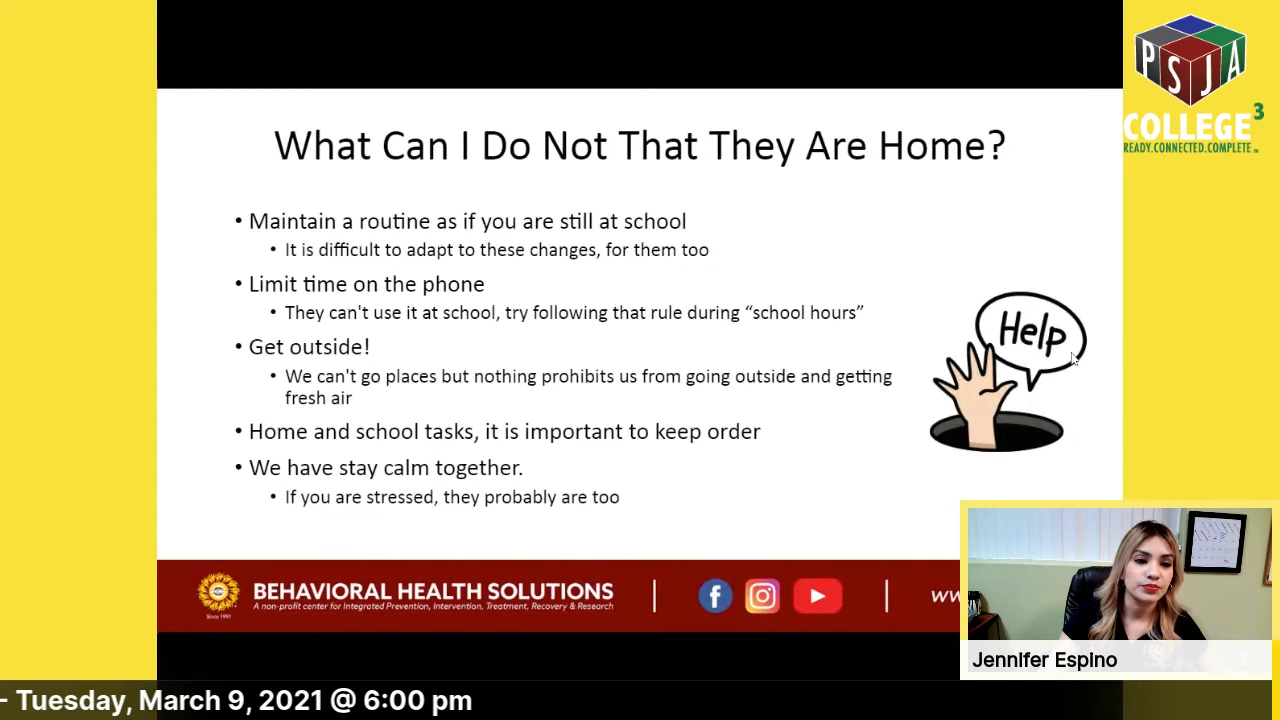 What Can I Do Not That They Are Home?
• Maintain a routine as if you are still at school
• It is difficult to adapt to these changes, for them too
• Limit time on the phone
• They can't use it at school, try following that rule during “school hours”
• Get outside!
• We can't go places but nothing prohibits us from going outside and getting
fresh air
• Home and school tasks, it is important to keep order
• We have stay calm together.
• If you are stressed, they probably are too
Help
PSJA
COLLEGE³
READY.CONNECTED.COMPLETE.
Since 1990
BEHAVIORAL HEALTH SOLUTIONS
A non-profit center for Integrated Prevention, Intervention, Treatment, Recovery & Research
Jennifer Espino
- Tuesday, March 9, 2021 @ 6:00 pm